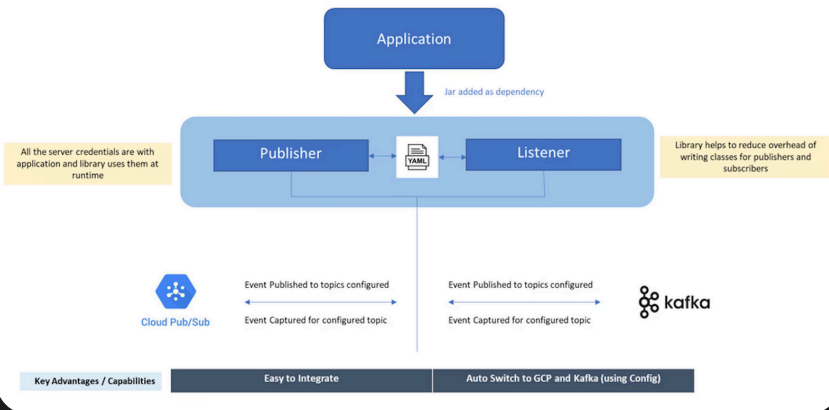 Application
Jar added as dependency
All the server credentials are with
application and library uses them at
runtime
Publisher
YAML
Listener
Library helps to reduce overhead of
writing classes for publishers and
subscribers
Event Published to topics configured
Event Captured for configured topic
Cloud Pub/Sub
Event Published to topics configured
Event Captured for configured topic
kafka
Key Advantages / Capabilities
Easy to Integrate
Auto Switch to GCP and Kafka (using Config)